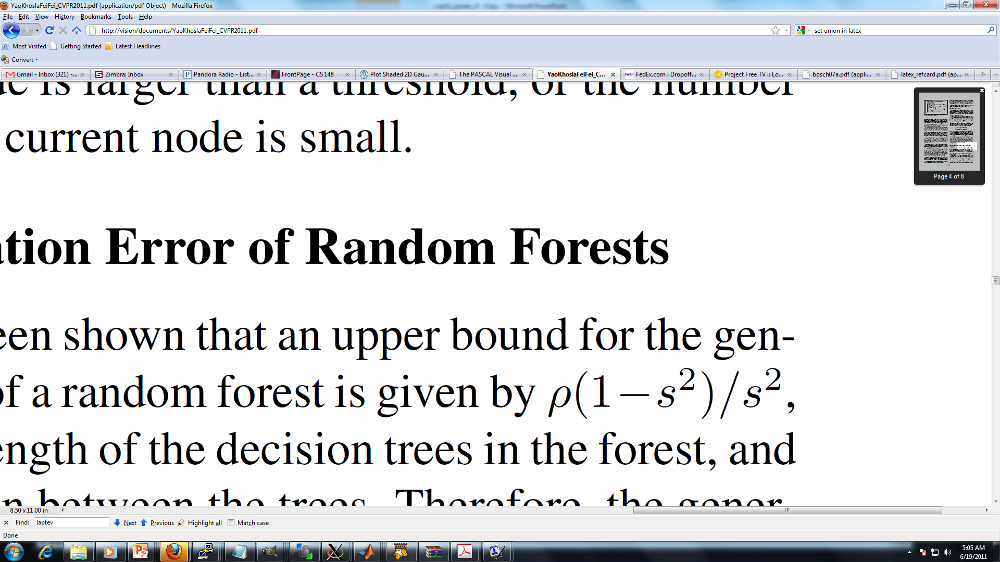 YaoKhoslaFeiFei_CVPR2011.pdf (application/pdf Object) - Mozilla Firefox
File Edit View History Bookmarks Tools Help
http://vision/documents/YaoKhoslaFeiFei_CVPR2011.pdf
set union in latex
Most Visited Getting Started Latest Headlines
Convert
Gmail - Inbox (321) -... Zimbra: Inbox Pandora Radio - List... FrontPage - CS 148 Plot Shaded 2D Gau... The PASCAL Visual ... YaoKhoslaFeiFei_C... FedEx.com | Dropoff... Project Free TV :: Lo... bosch07a.pdf (appli... latex_refcard.pdf (ap...
is larger than a threshold, or the number
current node is small.
Page 4 of 8
ation Error of Random Forests
een shown that an upper bound for the gen-
of a random forest is given by ρ(1−s²)/s²,
ength of the decision trees in the forest, and
n between the trees. Therefore, the gener-
8.50 x 11.00 in
Find: laptev Next Previous Highlight all Match case
Done
5:05 AM
6/19/2011